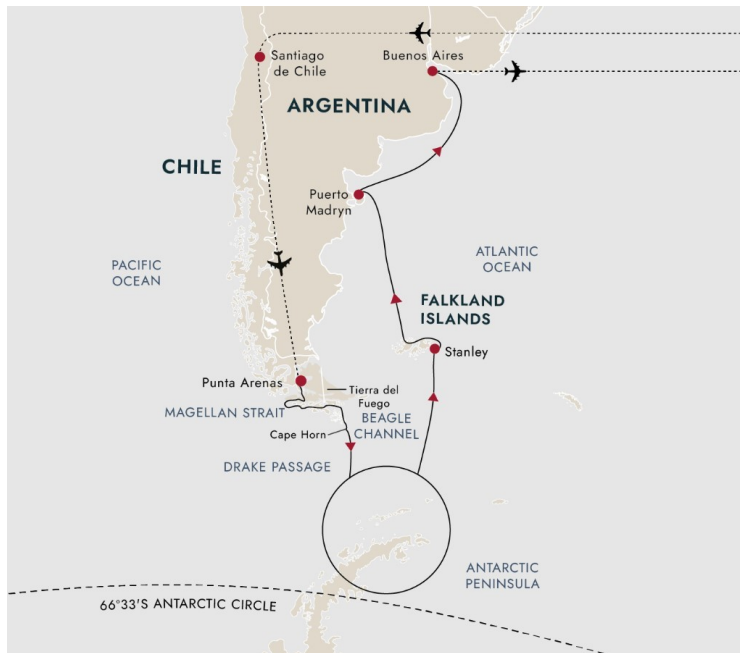 Santiago
de Chile
Buenos Aires
ARGENTINA
CHILE
Puerto
Madryn
PACIFIC
OCEAN
ATLANTIC
OCEAN
FALKLAND
ISLANDS
Stanley
Punta Arenas
Tierra del
Fuego
MAGELLAN STRAIT
BEAGLE
CHANNEL
Cape Horn
DRAKE PASSAGE
ANTARCTIC
PENINSULA
66°33'S ANTARCTIC CIRCLE